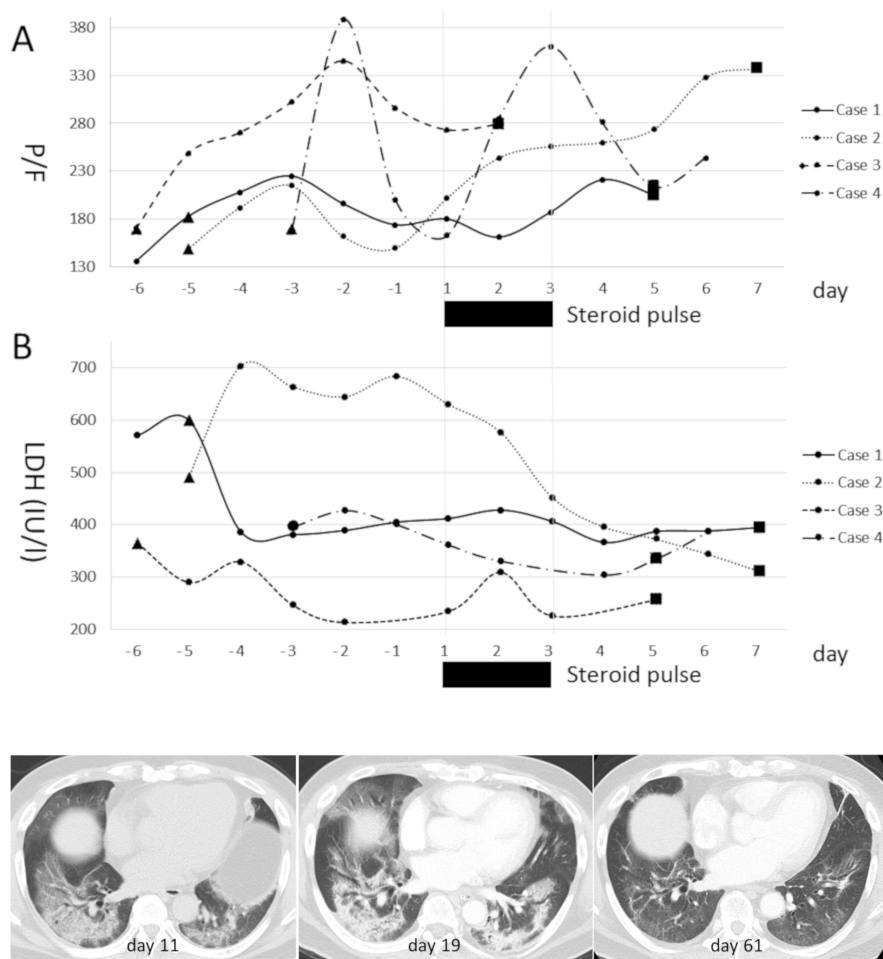 A
P/F
380
330
280
230
180
130
-6 -5 -4 -3 -2 -1 1 2 3 4 5 6 7 day
Steroid pulse
Case 1
Case 2
Case 3
Case 4
B
LDH (IU/l)
700
600
500
400
300
200
-6 -5 -4 -3 -2 -1 1 2 3 4 5 6 7 day
Steroid pulse
Case 1
Case 2
Case 3
Case 4
day 11 day 19 day 61